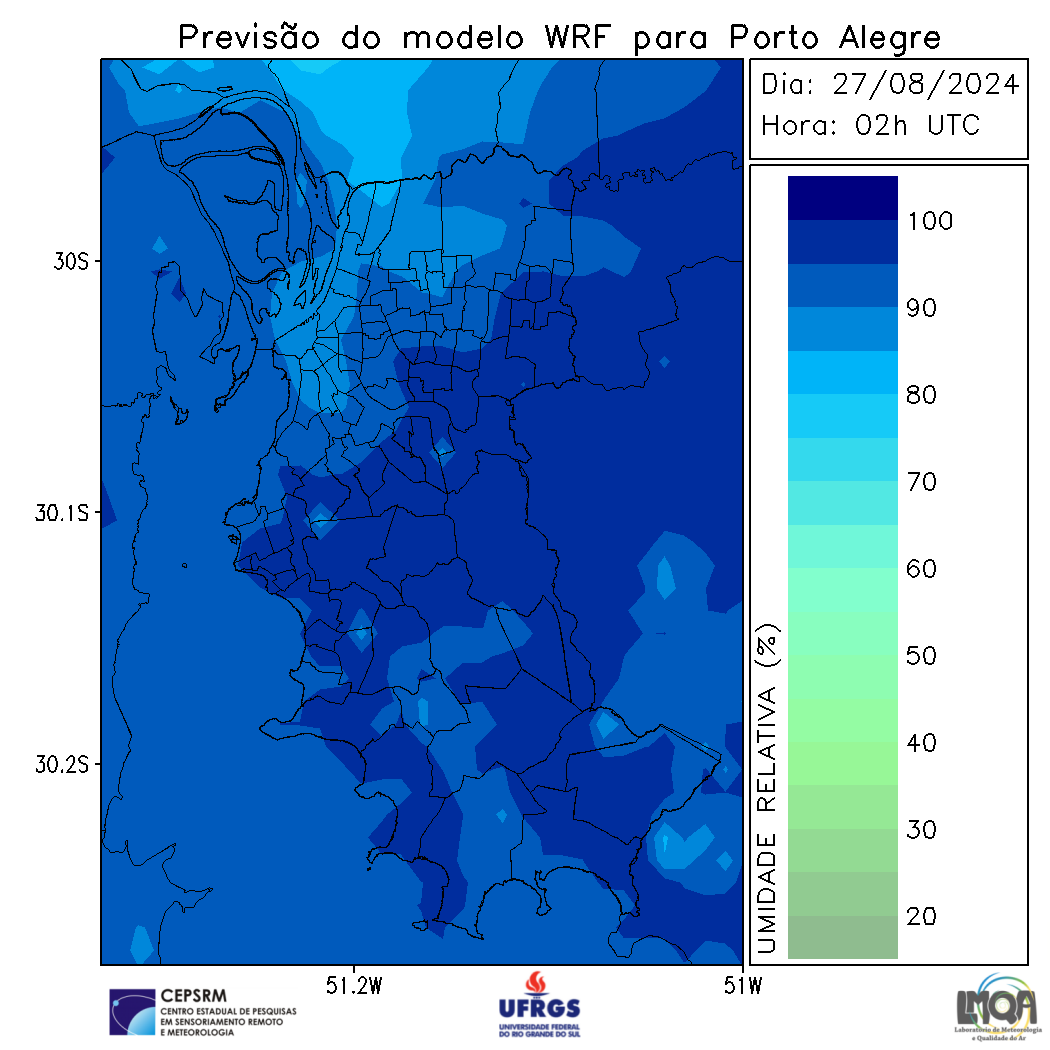 Previsão do modelo WRF para Porto Alegre
Dia: 27/08/2024
Hora: 02h UTC
30S
30.1S
30.2S
51.2W
51W
100
90
80
70
60
50
40
30
20
UMIDADE RELATIVA (%)
CEPSRM
CENTRO ESTADUAL DE PESQUISAS
EM SENSORIAMENTO REMOTO
E METEOROLOGIA
UFRGS
UNIVERSIDADE FEDERAL
DO RIO GRANDE DO SUL
LMQA
Laboratório de Meteorologia
e Qualidade do Ar